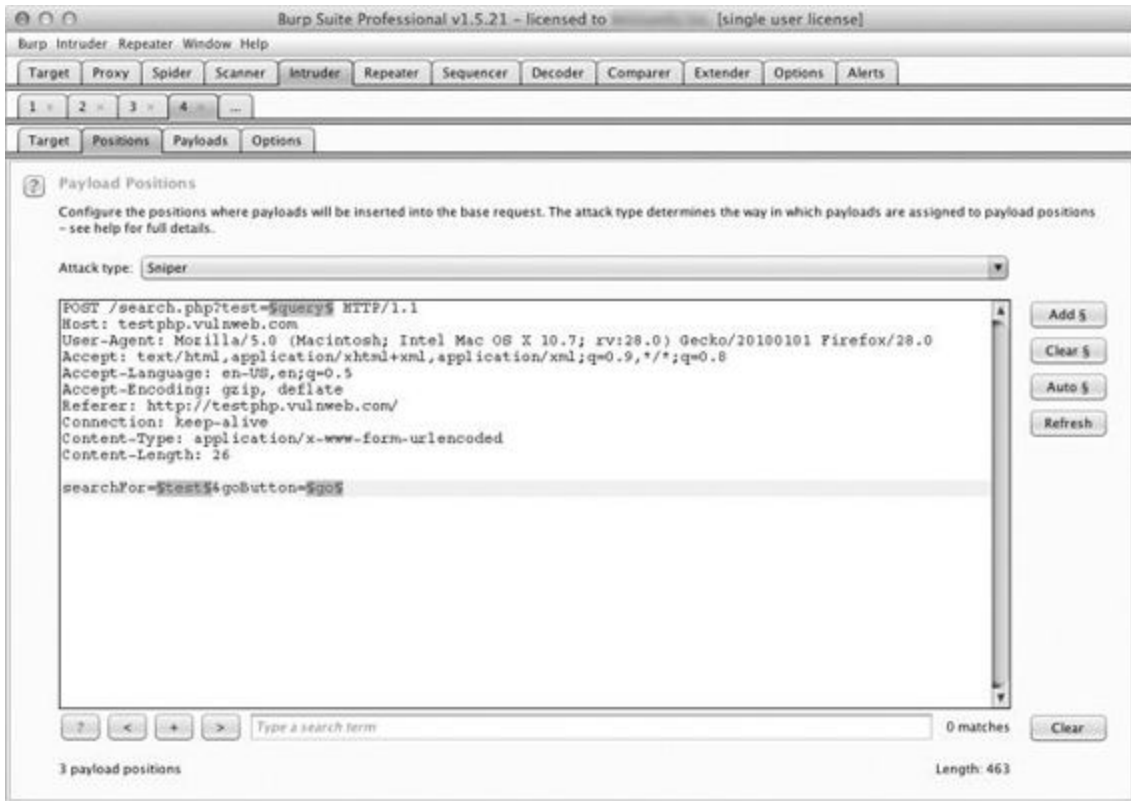 Burp Suite Professional v1.5.21 – licensed to [single user license]
Burp Intruder Repeater Window Help
Target Proxy Spider Scanner Intruder Repeater Sequencer Decoder Comparer Extender Options Alerts
1 × 2 × 3 × 4 × ...
Target Positions Payloads Options
? Payload Positions
Configure the positions where payloads will be inserted into the base request. The attack type determines the way in which payloads are assigned to payload positions
– see help for full details.
Attack type: Sniper
POST /search.php?test=§query§ HTTP/1.1
Host: testphp.vulnweb.com
User-Agent: Mozilla/5.0 (Macintosh; Intel Mac OS X 10.7; rv:28.0) Gecko/20100101 Firefox/28.0
Accept: text/html,application/xhtml+xml,application/xml;q=0.9,*/*;q=0.8
Accept-Language: en-US,en;q=0.5
Accept-Encoding: gzip, deflate
Referer: http://testphp.vulnweb.com/
Connection: keep-alive
Content-Type: application/x-www-form-urlencoded
Content-Length: 26
searchFor=§test§&goButton=§go§
Add §
Clear §
Auto §
Refresh
? < + > Type a search term 0 matches Clear
3 payload positions Length: 463